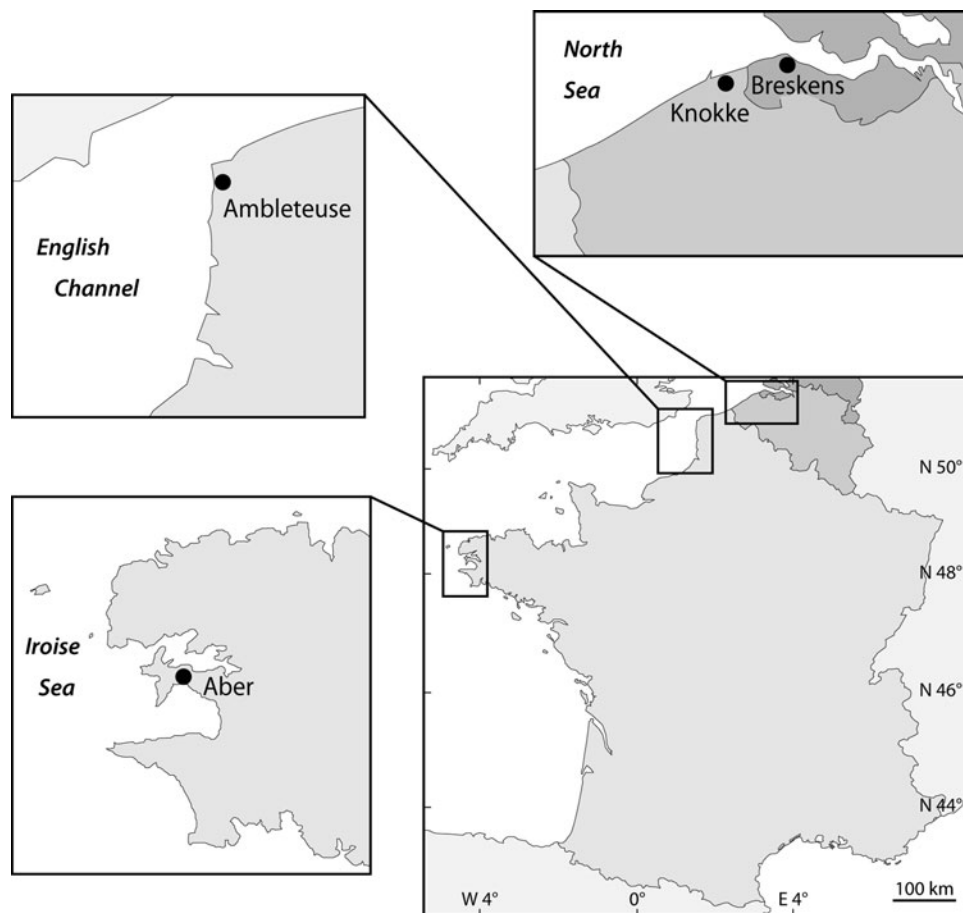 North
Sea
Breskens
Knokke
Ambleteuse
English
Channel
N 50°
N 48°
Iroise
Sea
Aber
N 46°
N 44°
W 4°
0°
E 4°
100 km